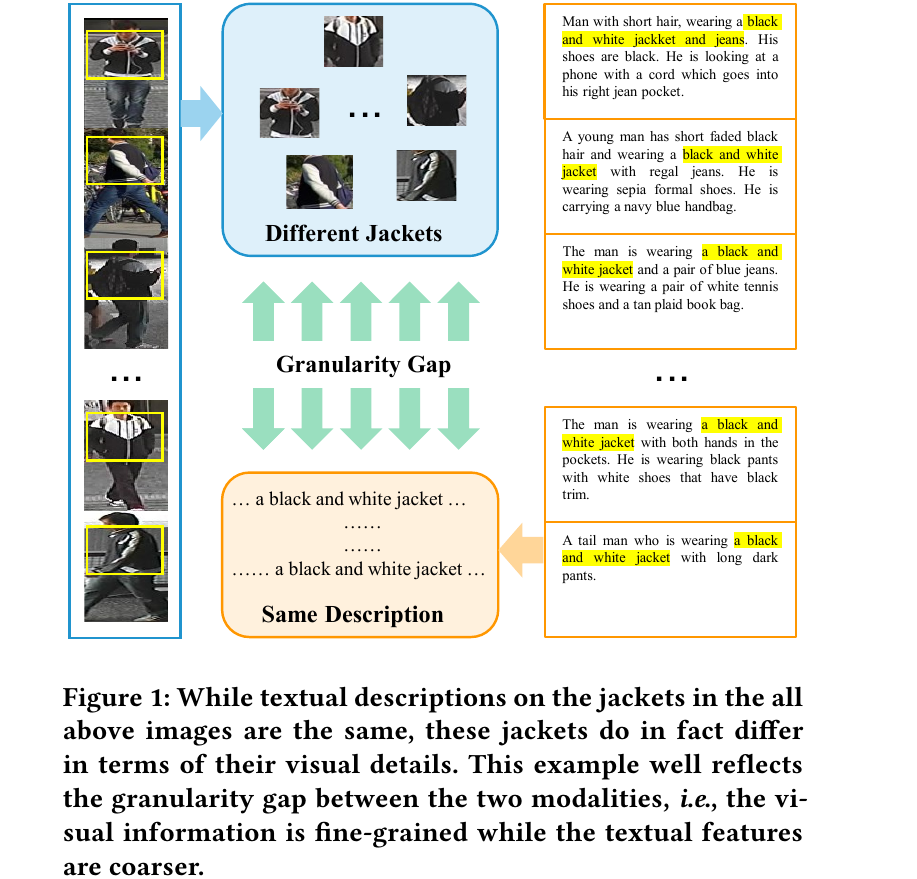 Man with short hair, wearing a black
and white jackket and jeans. His
shoes are black. He is looking at a
phone with a cord which goes into
his right jean pocket.
A young man has short faded black
hair and wearing a black and white
jacket with regal jeans. He is
wearing sepia formal shoes. He is
carrying a navy blue handbag.
The man is wearing a black and
white jacket and a pair of blue jeans.
He is wearing a pair of white tennis
shoes and a tan plaid book bag.
...
The man is wearing a black and
white jacket with both hands in the
pockets. He is wearing black pants
with white shoes that have black
trim.
A tail man who is wearing a black
and white jacket with long dark
pants.
...
...
Different Jackets
Granularity Gap
… a black and white jacket …
……
……
…… a black and white jacket …
Same Description
Figure 1: While textual descriptions on the jackets in the all
above images are the same, these jackets do in fact differ
in terms of their visual details. This example well reflects
the granularity gap between the two modalities, i.e., the vi-
sual information is fine-grained while the textual features
are coarser.